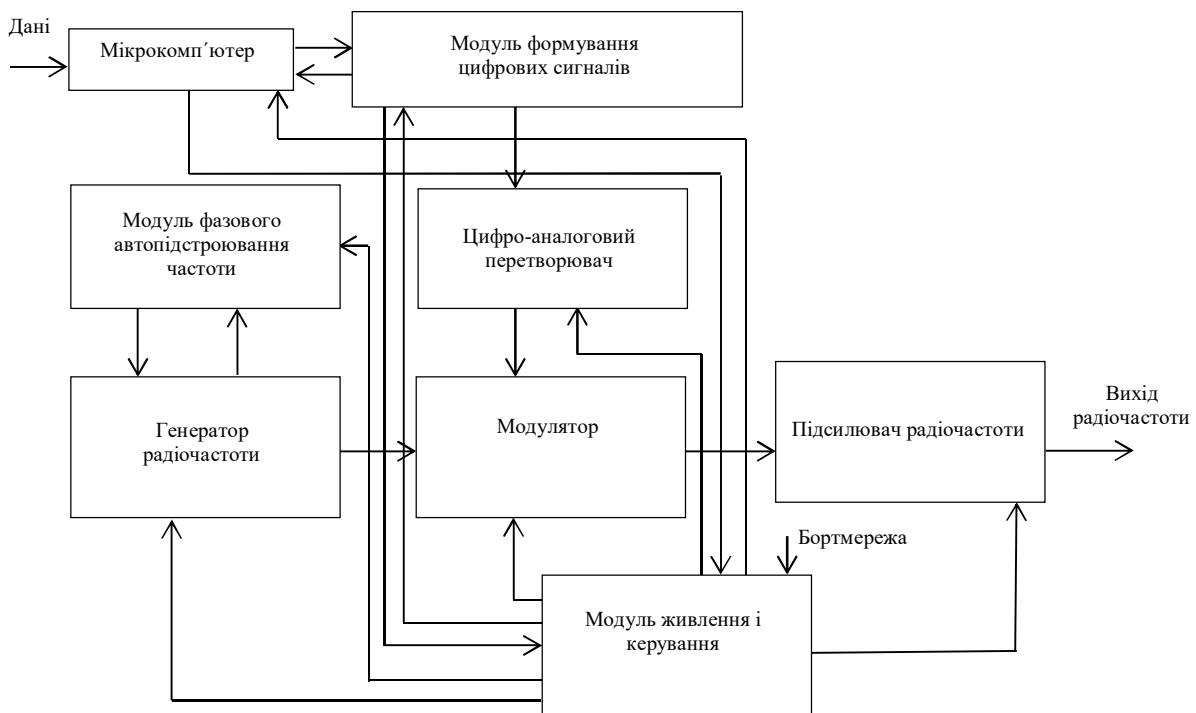 Дані
Мікрокомп´ютер
Модуль формування
цифрових сигналів
Модуль фазового
автопідстроювання
частоти
Цифро-аналоговий
перетворювач
Генератор
радіочастоти
Модулятор
Підсилювач радіочастоти
Вихід
радіочастоти
Бортмережа
Модуль живлення і
керування